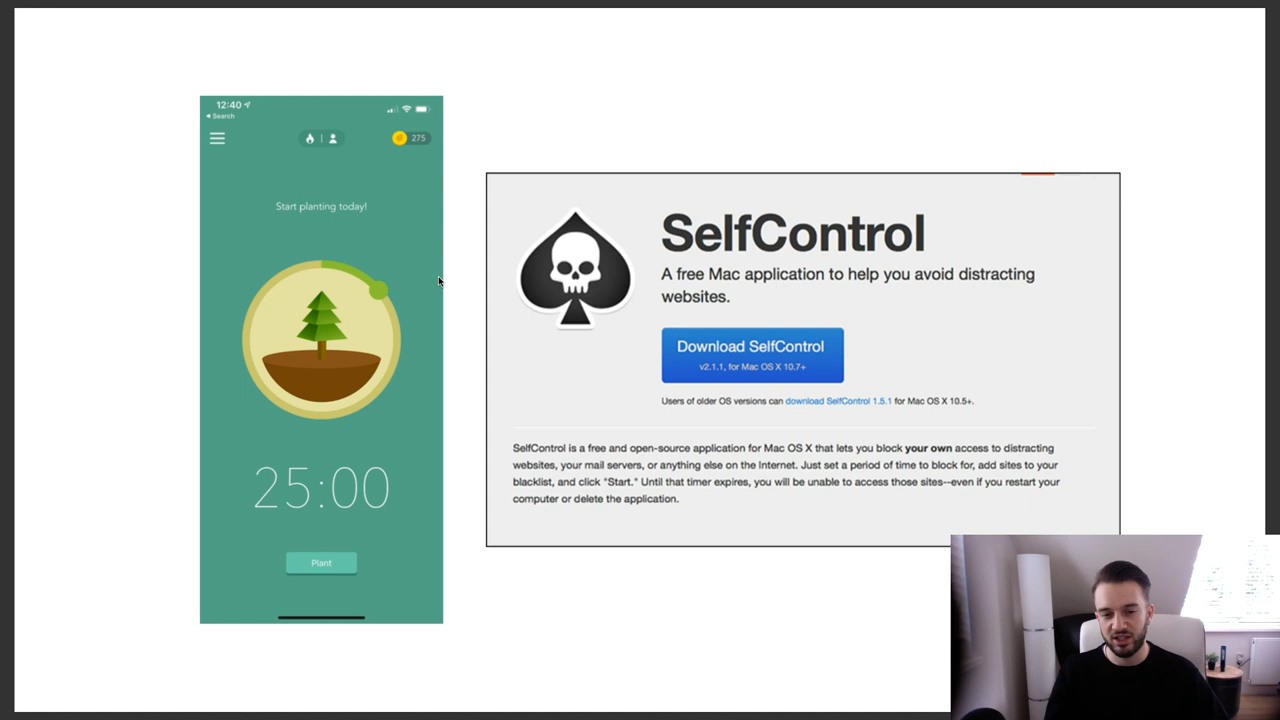 12:40
Search
275
Start planting today!
25:00
Plant
SelfControl
A free Mac application to help you avoid distracting
websites.
Download SelfControl
v2.1.1, for Mac OS X 10.7+
Users of older OS versions can download SelfControl 1.5.1 for Mac OS X 10.5+.
SelfControl is a free and open-source application for Mac OS X that lets you block your own access to distracting
websites, your mail servers, or anything else on the Internet. Just set a period of time to block for, add sites to your
blacklist, and click "Start." Until that timer expires, you will be unable to access those sites--even if you restart your
computer or delete the application.